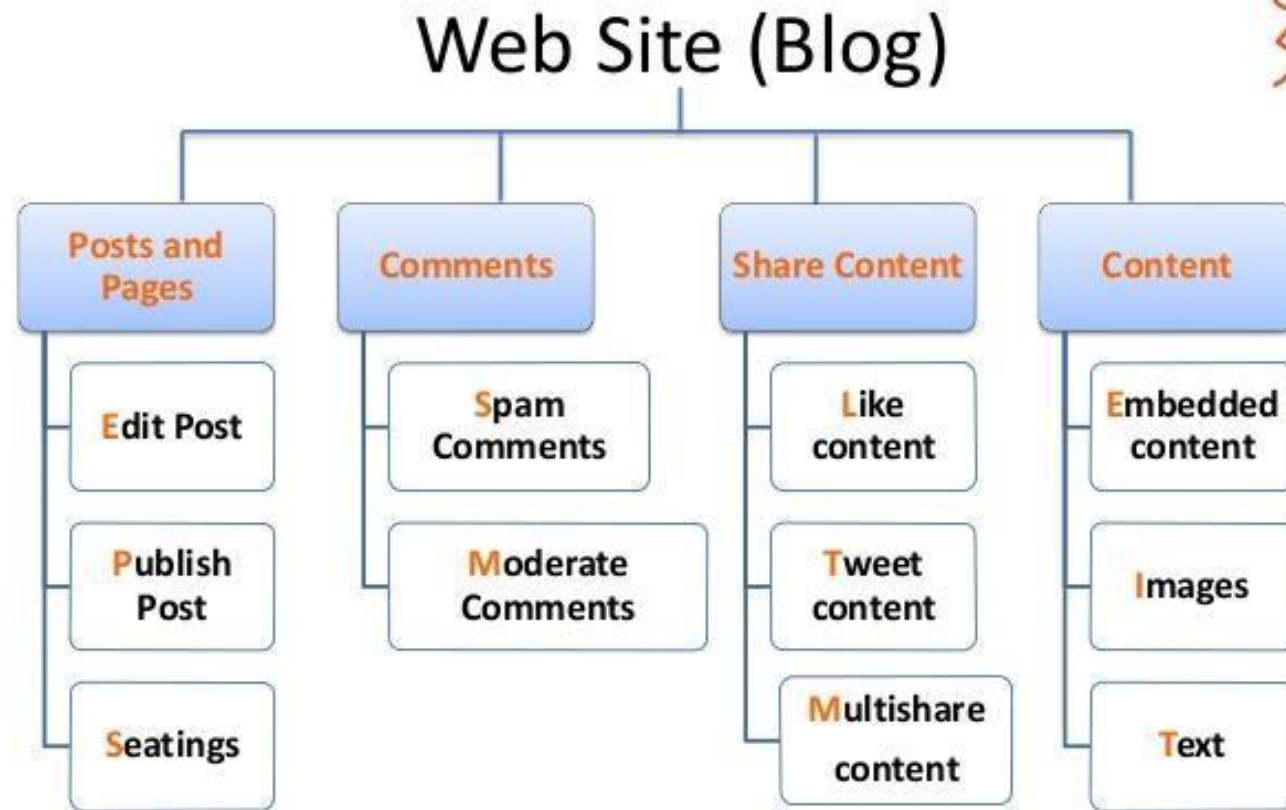 Web Site (Blog)
Posts and
Pages
Edit Post
Publish
Post
Seatings
Comments
Spam
Comments
Moderate
Comments
Share Content
Like
content
Tweet
content
Multishare
content
Content
Embedded
content
Images
Text